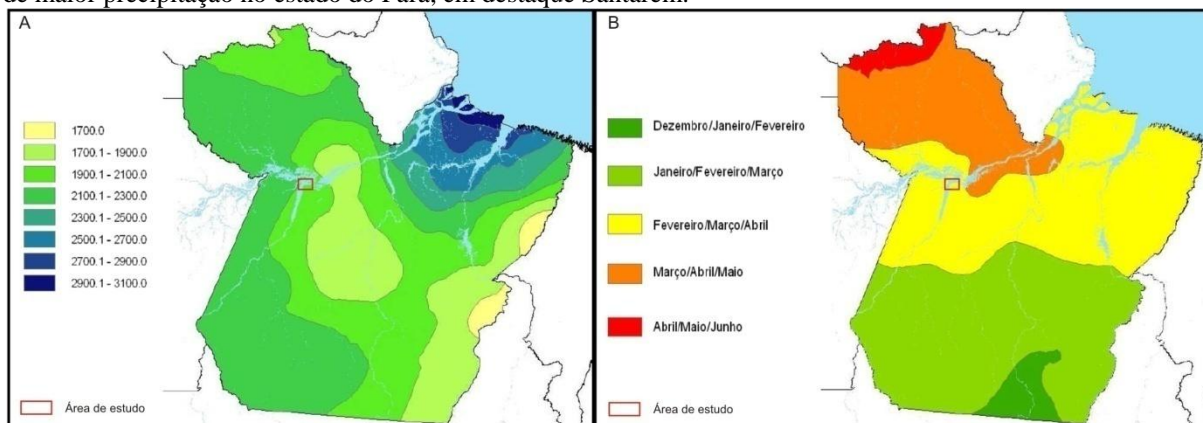 de maior precipitação no estado do Pará, em destaque Santarém.
A
1700.0
1700.1 - 1900.0
1900.1 - 2100.0
2100.1 - 2300.0
2300.1 - 2500.0
2500.1 - 2700.0
2700.1 - 2900.0
2900.1 - 3100.0
Área de estudo
B
Dezembro/Janeiro/Fevereiro
Janeiro/Fevereiro/Março
Fevereiro/Março/Abril
Março/Abril/Maio
Abril/Maio/Junho
Área de estudo